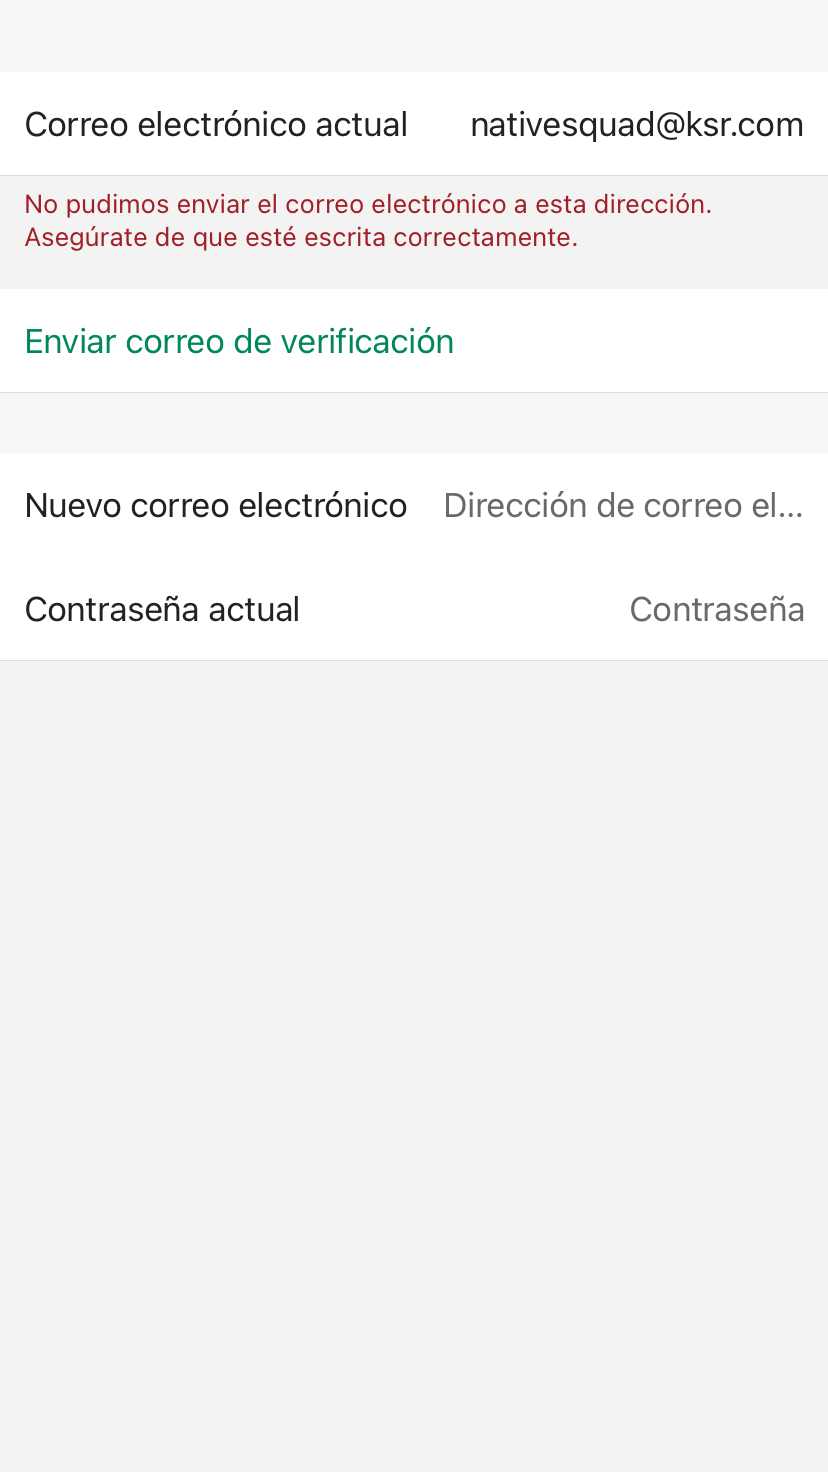 Correo electrónico actual nativesquad@ksr.com
No pudimos enviar el correo electrónico a esta dirección.
Asegúrate de que esté escrita correctamente.
Enviar correo de verificación
Nuevo correo electrónico Dirección de correo el...
Contraseña actual Contraseña